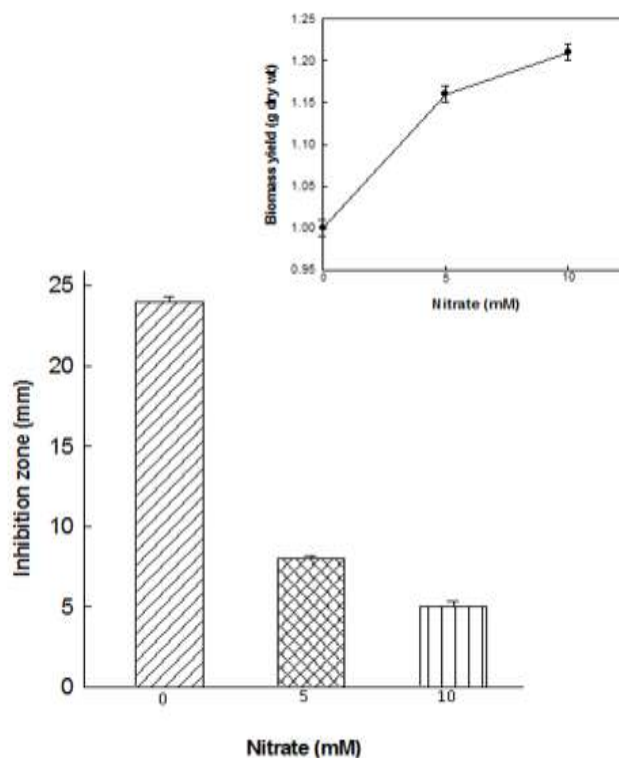 1.25
1.20
1.15
1.10
1.05
1.00
0.95
Biomass yield (g dry wt)
0 5 10
Nitrate (mM)
25
20
15
10
5
0
Inhibition zone (mm)
0 5 10
Nitrate (mM)